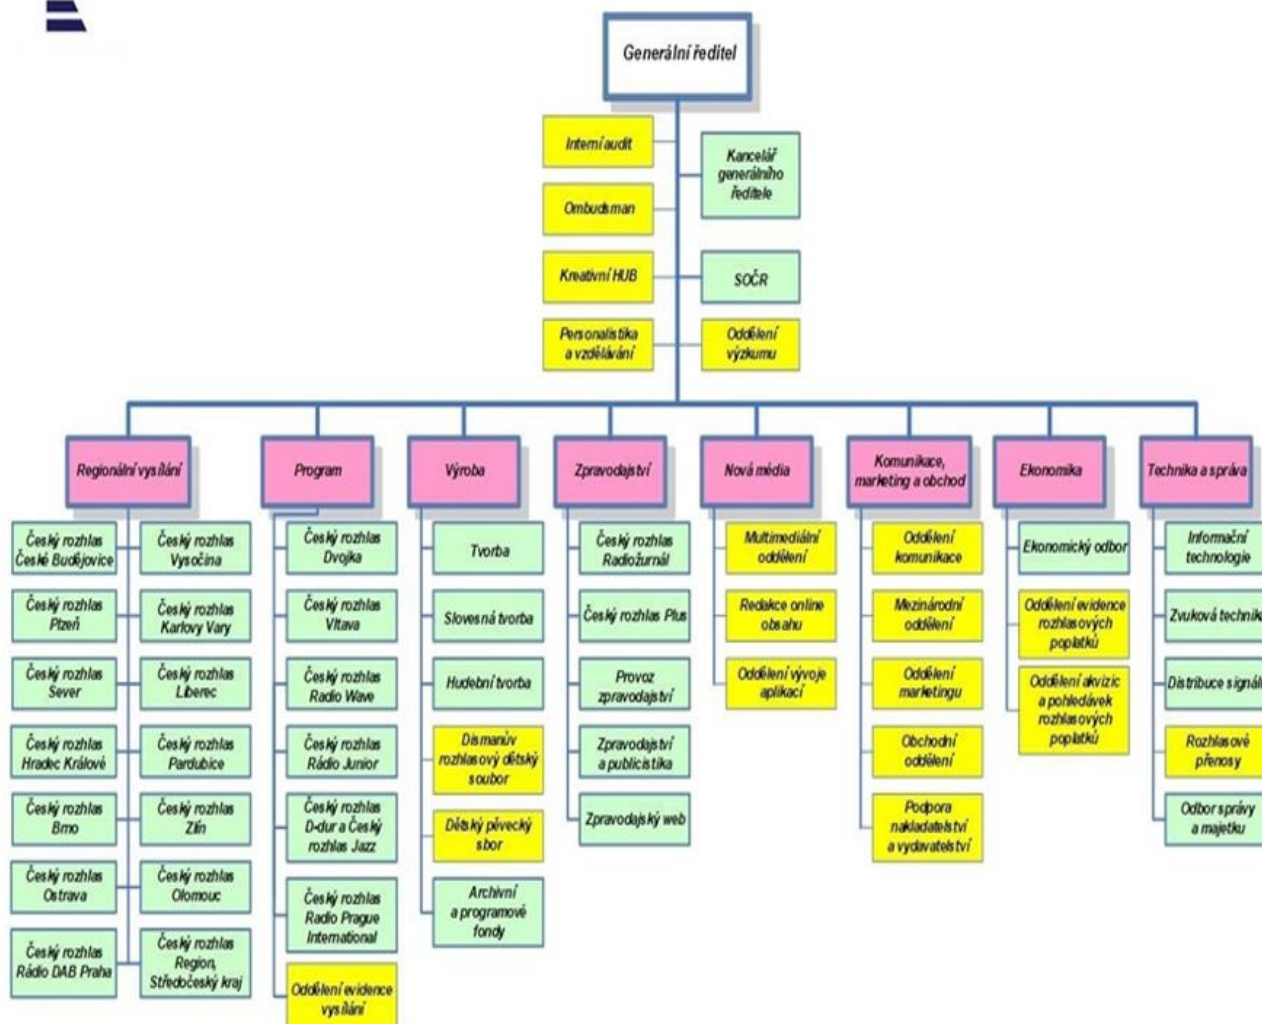 Generální ředitel
Interní audit
Kancelář
generálního
ředitele
Ombudsman
Kreativní HUB
SOČR
Personalistika
a vzdělávání
Oddělení
výzkumu
Regionální vysílání
Program
Výroba
Zpravodajství
Nová média
Komunikace,
marketing a obchod
Ekonomika
Technika a správa
Český rozhlas
České Budějovice
Český rozhlas
Vysočina
Český rozhlas
Plzeň
Český rozhlas
Karlovy Vary
Český rozhlas
Sever
Český rozhlas
Liberec
Český rozhlas
Hradec Králové
Český rozhlas
Pardubice
Český rozhlas
Brno
Český rozhlas
Zlín
Český rozhlas
Ostrava
Český rozhlas
Olomouc
Český rozhlas
Rádio DAB Praha
Český rozhlas
Region,
Středočeský kraj
Český rozhlas
Dvojka
Český rozhlas
Vltava
Český rozhlas
Radio Wave
Český rozhlas
Rádio Junior
Český rozhlas
D-dur a Český
rozhlas Jazz
Český rozhlas
Radio Prague
International
Oddělení evidence
vysílání
Tvorba
Slovesná tvorba
Hudební tvorba
Dismanův
rozhlasový dětský
soubor
Dětský pěvecký
sbor
Archivní
a programové
fondy
Český rozhlas
Radiožurnál
Český rozhlas Plus
Provoz
zpravodajství
Zpravodajství
a publicistika
Zpravodajský web
Multimediální
oddělení
Redakce online
obsahu
Oddělení vývoje
aplikací
Oddělení
komunikace
Mezinárodní
oddělení
Oddělení
marketingu
Obchodní
oddělení
Podpora
nakladatelství
a vydavatelství
Ekonomický odbor
Oddělení evidence
rozhlasových
poplatků
Oddělení akvizic
a pohledávek
rozhlasových
poplatků
Informační
technologie
Zvuková technika
Distribuce signálu
Rozhlasové
přenosy
Odbor správy
a majetku